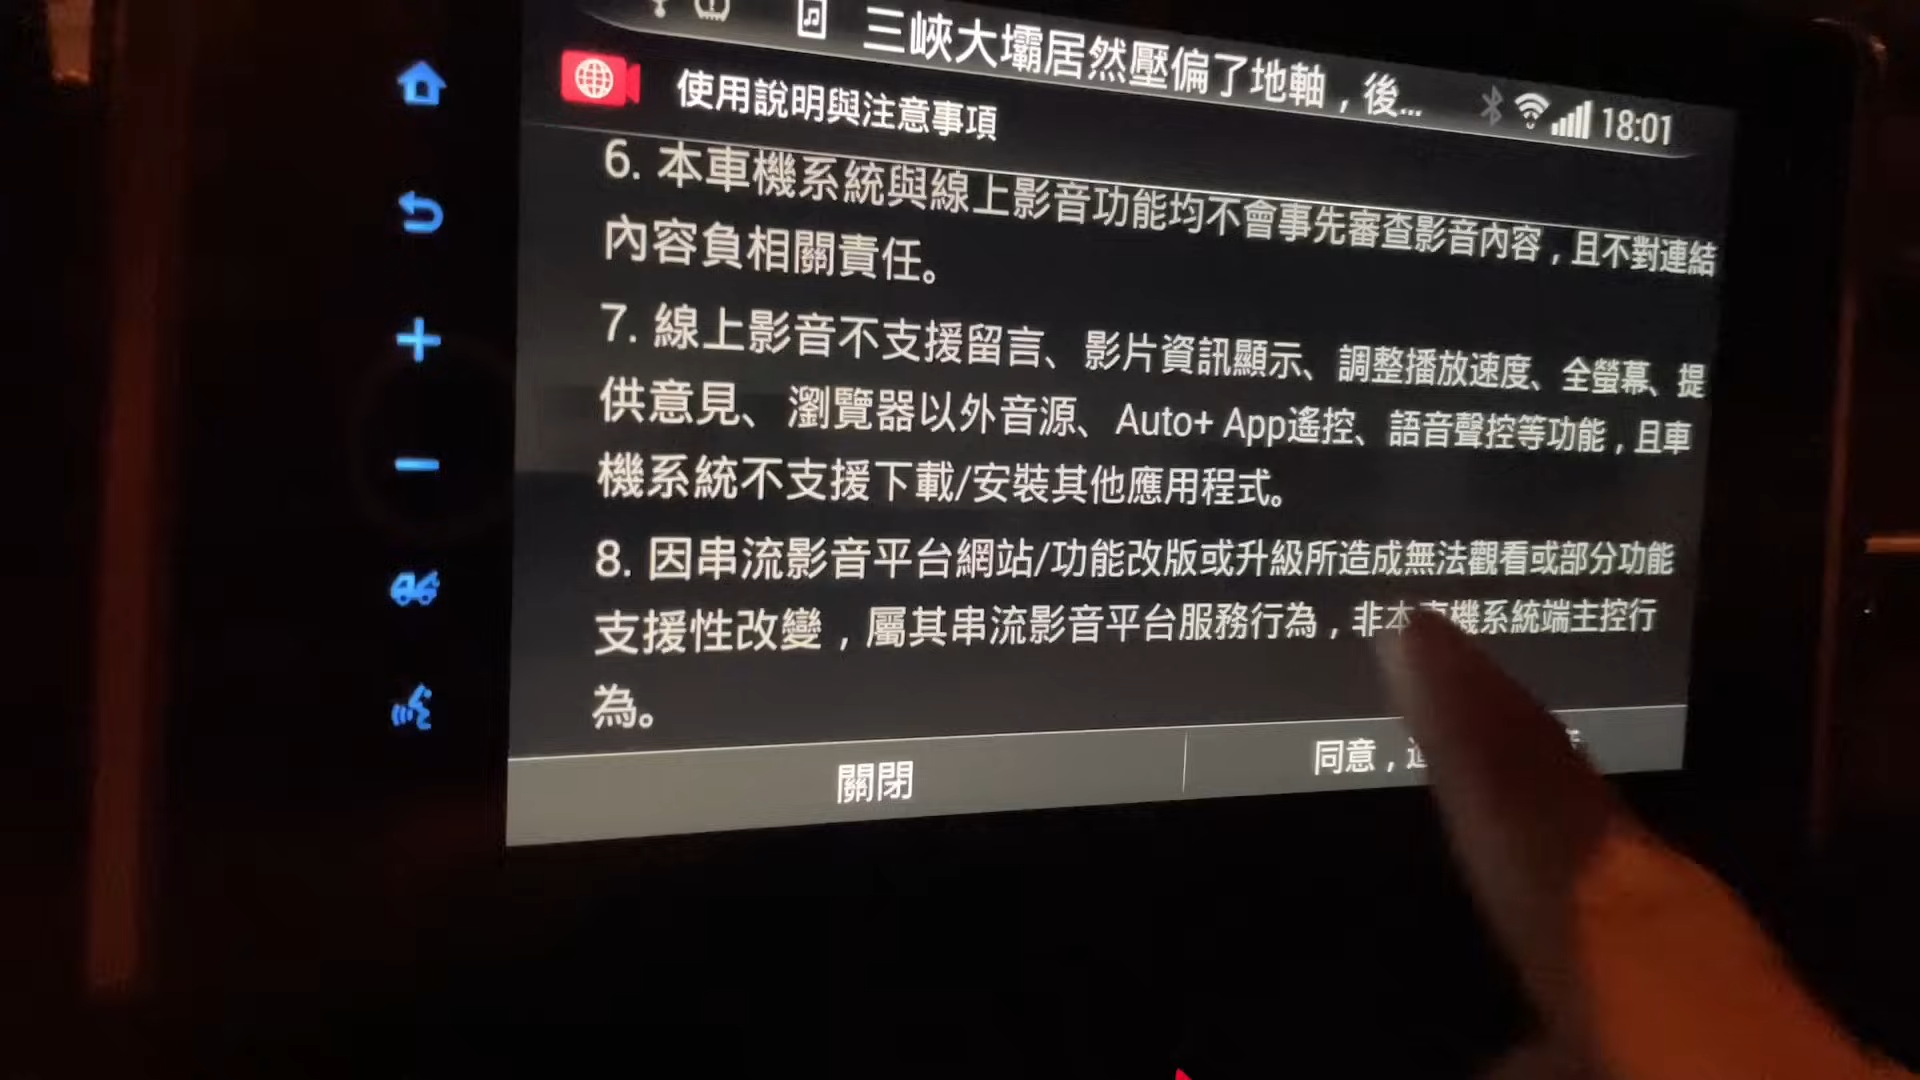 三峽大壩居然壓偏了地軸，後...
18:01
使用說明與注意事項
6. 本車機系統與線上影音功能均不會事先審查影音內容，且不對連結
內容負相關責任。
7. 線上影音不支援留言、影片資訊顯示、調整播放速度、全螢幕、提
供意見、瀏覽器以外音源、Auto+ App遙控、語音聲控等功能，且車
機系統不支援下載/安裝其他應用程式。
8. 因串流影音平台網站/功能改版或升級所造成無法觀看或部分功能
支援性改變，屬其串流影音平台服務行為，非本車機系統端主控行
為。
關閉
同意，